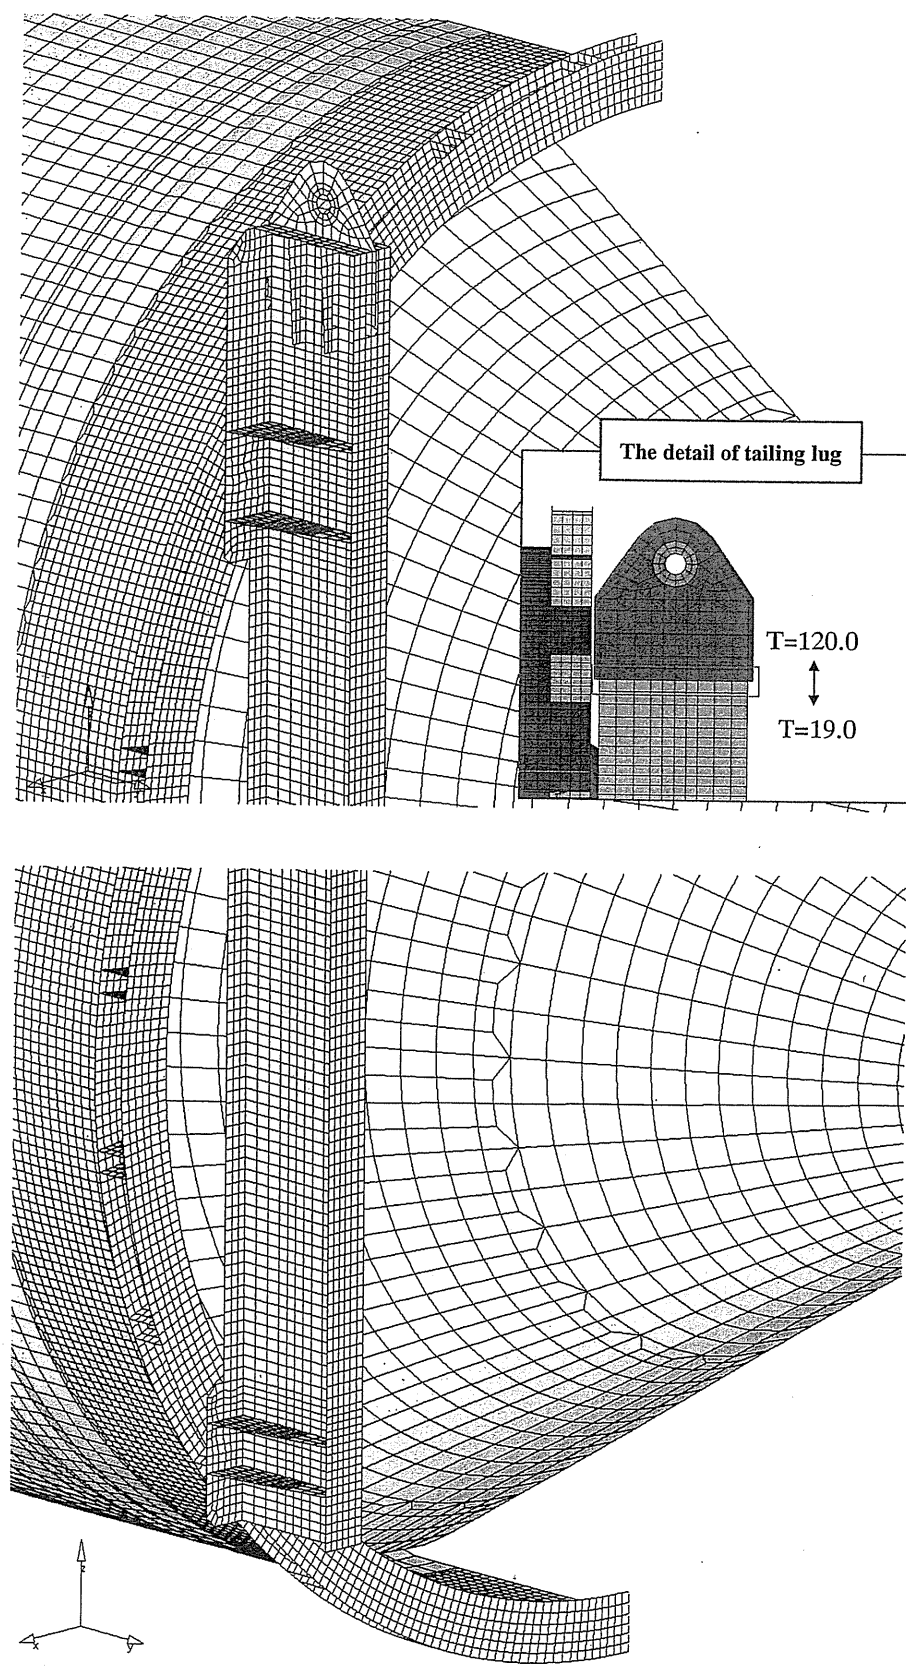 The detail of tailing lug
T=120.0
T=19.0
z
x
y